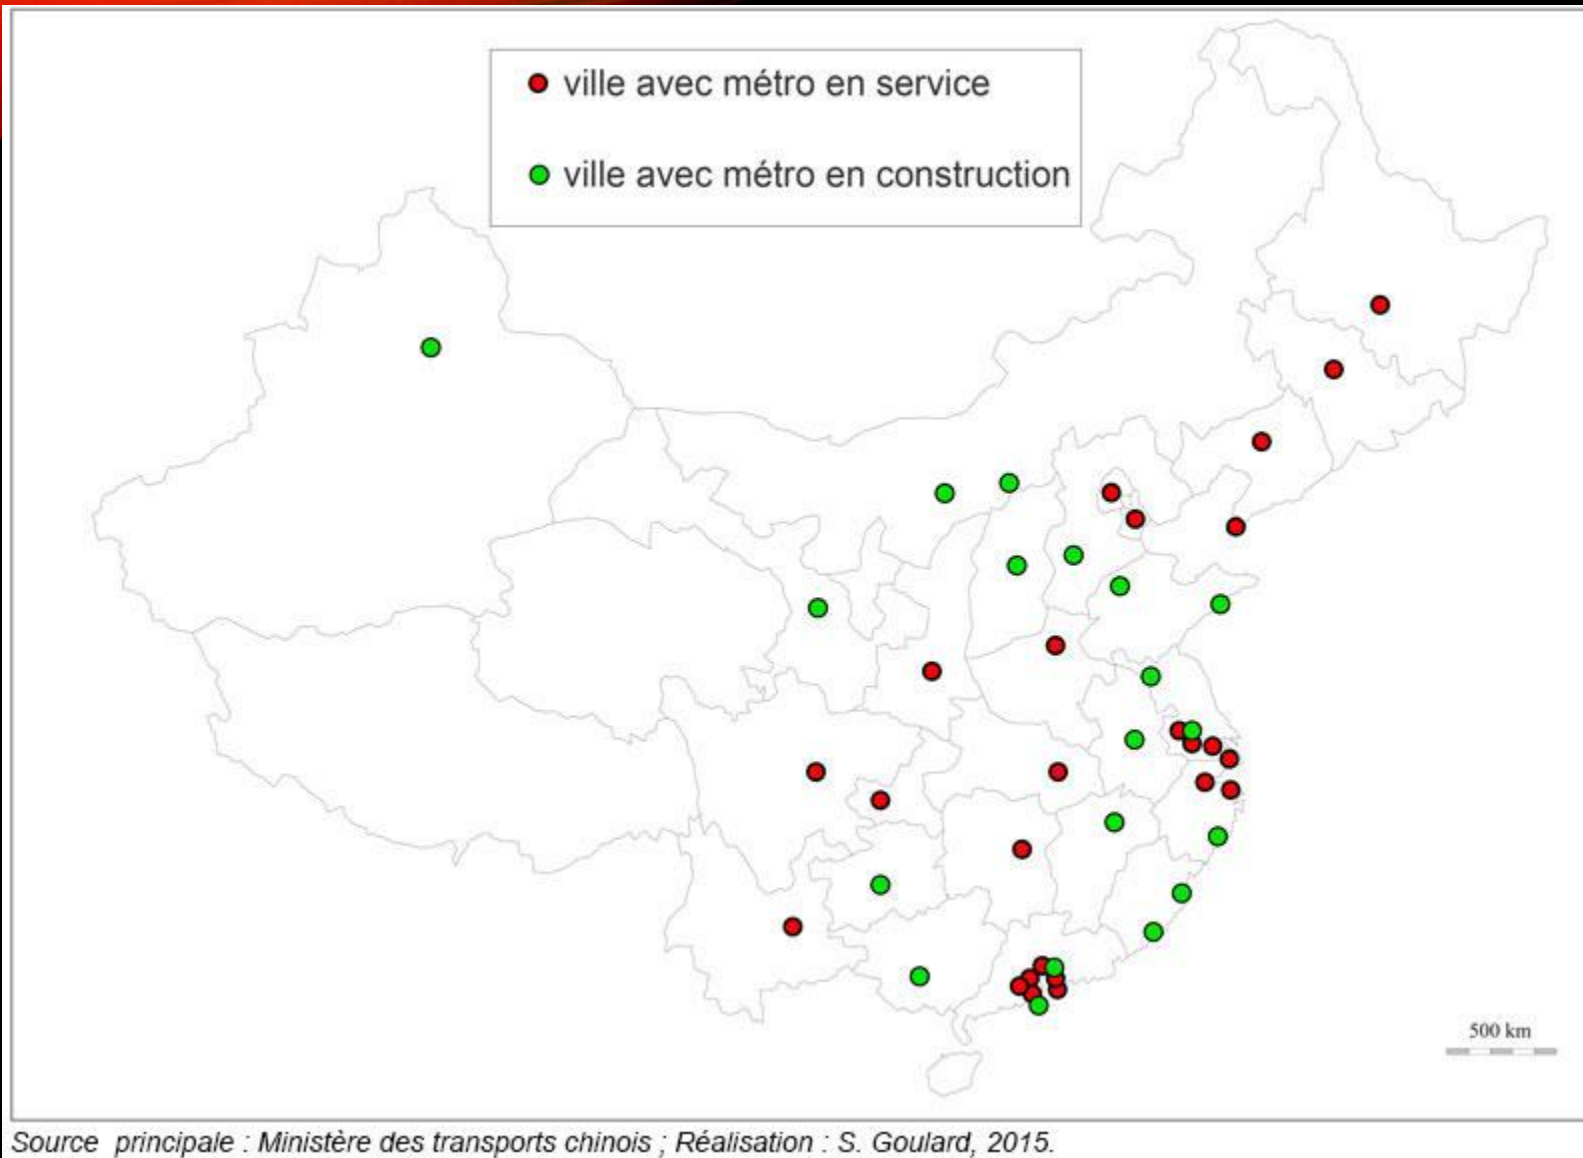 ville avec métro en service
ville avec métro en construction
500 km
Source principale : Ministère des transports chinois ; Réalisation : S. Goulard, 2015.